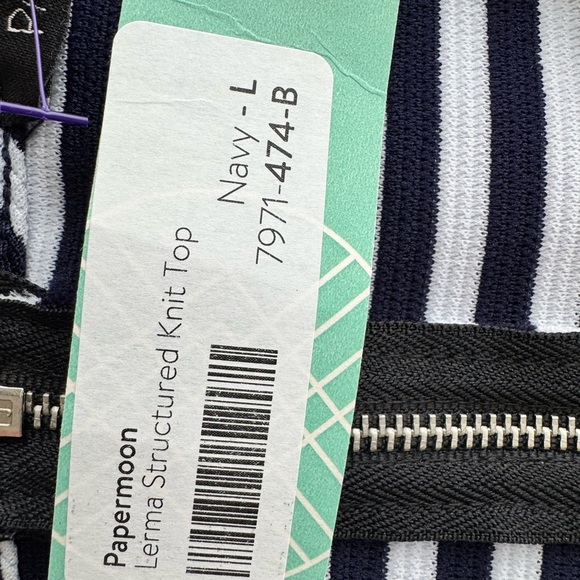 Papermoon
Lerma Structured Knit Top
Navy - L
7971-474-B